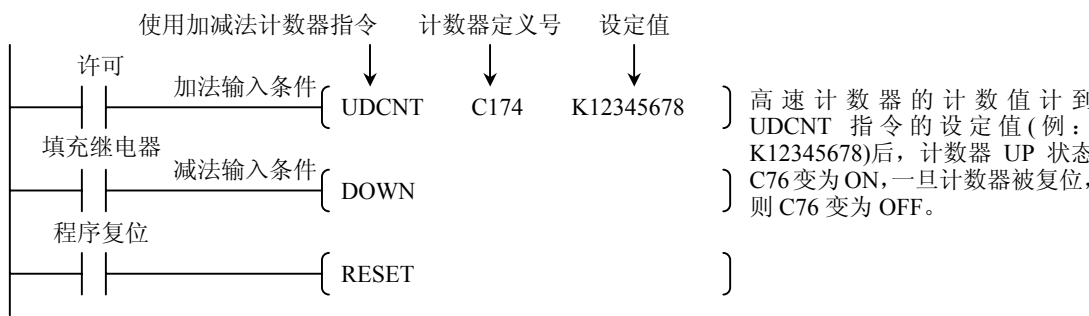 使用加减法计数器指令 计数器定义号 设定值
许可
加法输入条件
UDCNT C174 K12345678
填充继电器
减法输入条件
DOWN
程序复位
RESET
高速计数器的计数值计到
UDCNT 指令的设定值(例：
K12345678)后，计数器 UP 状态
C76变为ON，一旦计数器被复位，
则 C76 变为 OFF。